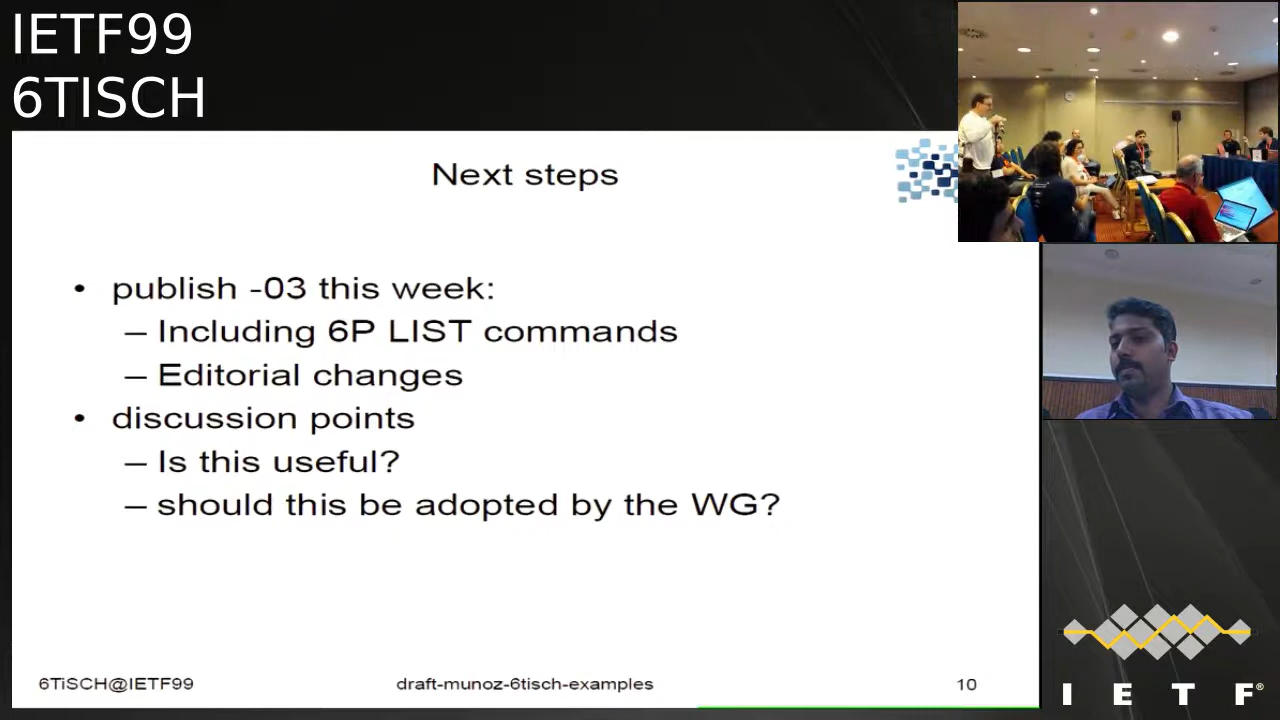 IETF99
6TISCH
Next steps
• publish -03 this week:
– Including 6P LIST commands
– Editorial changes
• discussion points
– Is this useful?
– should this be adopted by the WG?
6TiSCH@IETF99
draft-munoz-6tisch-examples
10
I E T F®